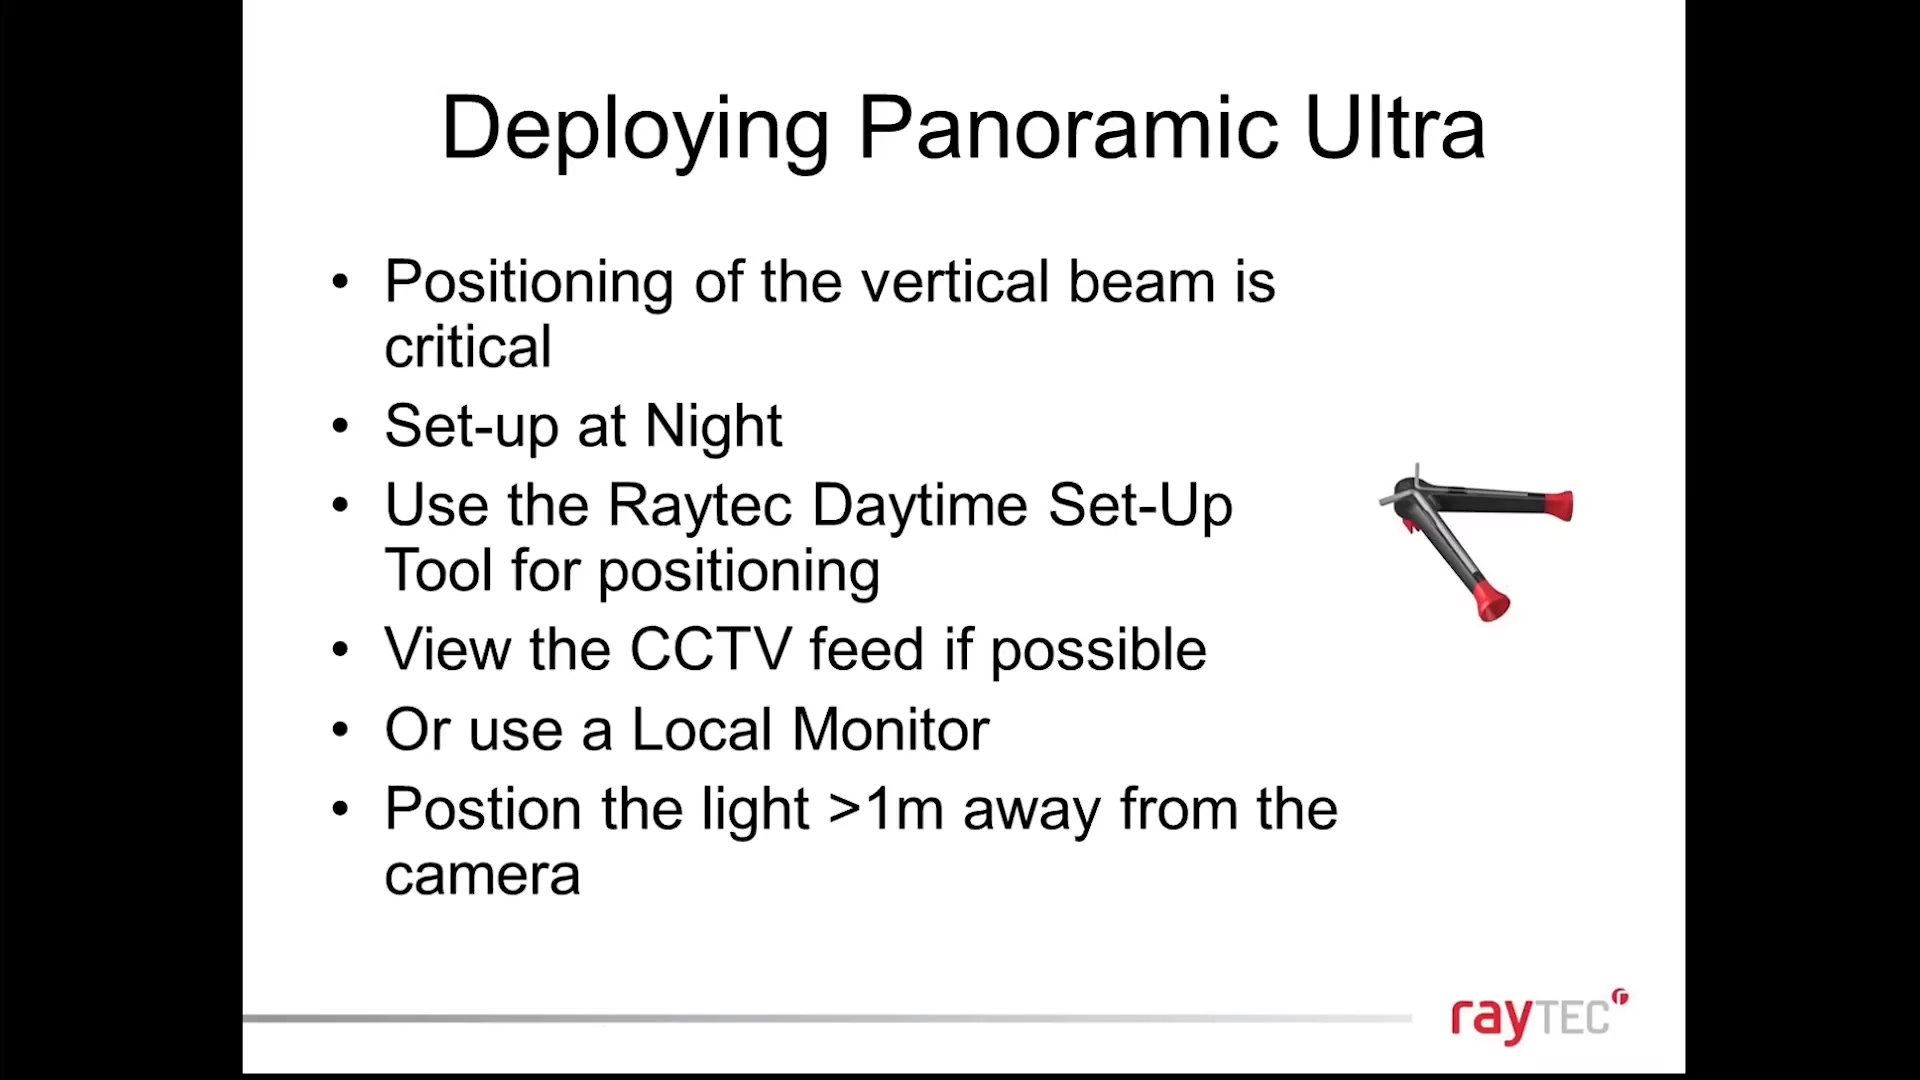 Deploying Panoramic Ultra
• Positioning of the vertical beam is
critical
• Set-up at Night
• Use the Raytec Daytime Set-Up
Tool for positioning
• View the CCTV feed if possible
• Or use a Local Monitor
• Postion the light >1m away from the
camera
rayTEC